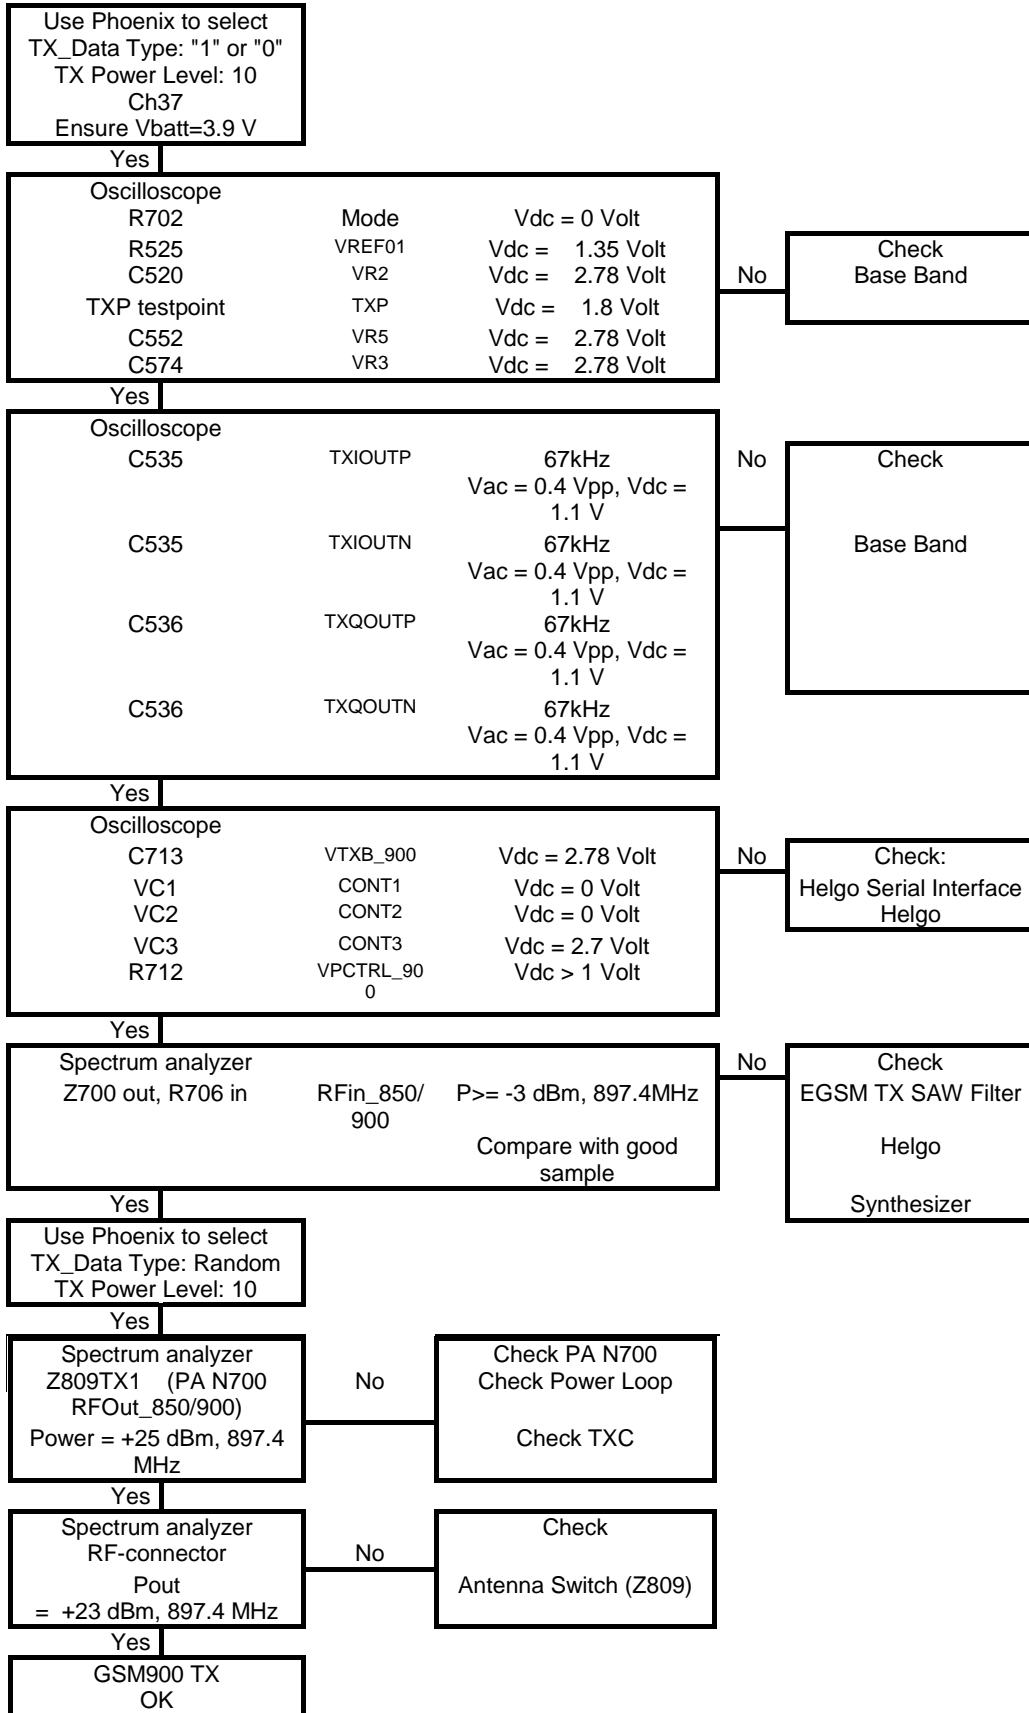 Use Phoenix to select
TX_Data Type: "1" or "0"
TX Power Level: 10
Ch37
Ensure Vbatt=3.9 V
Yes
Oscilloscope
R702 Mode Vdc = 0 Volt
R525 VREF01 Vdc = 1.35 Volt
C520 VR2 Vdc = 2.78 Volt
TXP testpoint TXP Vdc = 1.8 Volt
C552 VR5 Vdc = 2.78 Volt
C574 VR3 Vdc = 2.78 Volt
No
Check
Base Band
Yes
Oscilloscope
C535 TXIOUTP 67kHz
Vac = 0.4 Vpp, Vdc =
1.1 V
C535 TXIOUTN 67kHz
Vac = 0.4 Vpp, Vdc =
1.1 V
C536 TXQOUTP 67kHz
Vac = 0.4 Vpp, Vdc =
1.1 V
C536 TXQOUTN 67kHz
Vac = 0.4 Vpp, Vdc =
1.1 V
No
Check
Base Band
Yes
Oscilloscope
C713 VTXB_900 Vdc = 2.78 Volt
VC1 CONT1 Vdc = 0 Volt
VC2 CONT2 Vdc = 0 Volt
VC3 CONT3 Vdc = 2.7 Volt
R712 VPCTRL_90 Vdc > 1 Volt
0
No
Check:
Helgo Serial Interface
Helgo
Yes
Spectrum analyzer
Z700 out, R706 in RFin_850/ P>= -3 dBm, 897.4MHz
900
Compare with good
sample
No
Check
EGSM TX SAW Filter
Helgo
Synthesizer
Yes
Use Phoenix to select
TX_Data Type: Random
TX Power Level: 10
Yes
Spectrum analyzer
Z809TX1 (PA N700
RFOut_850/900)
Power = +25 dBm, 897.4
MHz
No
Check PA N700
Check Power Loop
Check TXC
Yes
Spectrum analyzer
RF-connector
Pout
= +23 dBm, 897.4 MHz
No
Check
Antenna Switch (Z809)
Yes
GSM900 TX
OK